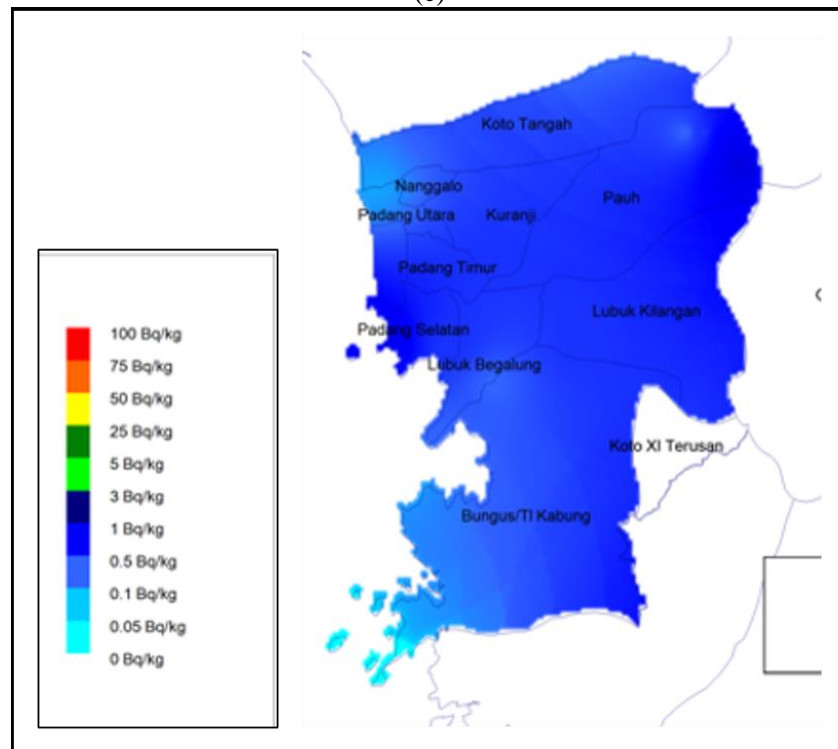 Koto Tangah
Nanggalo
Pauh
Padang Utara
Kuranji
Padang Timur
Lubuk Kilangan
Padang Selatan
Lubuk Begalung
Koto XI Terusan
Bungus/Tl Kabung
100 Bq/kg
75 Bq/kg
50 Bq/kg
25 Bq/kg
5 Bq/kg
3 Bq/kg
1 Bq/kg
0.5 Bq/kg
0.1 Bq/kg
0.05 Bq/kg
0 Bq/kg